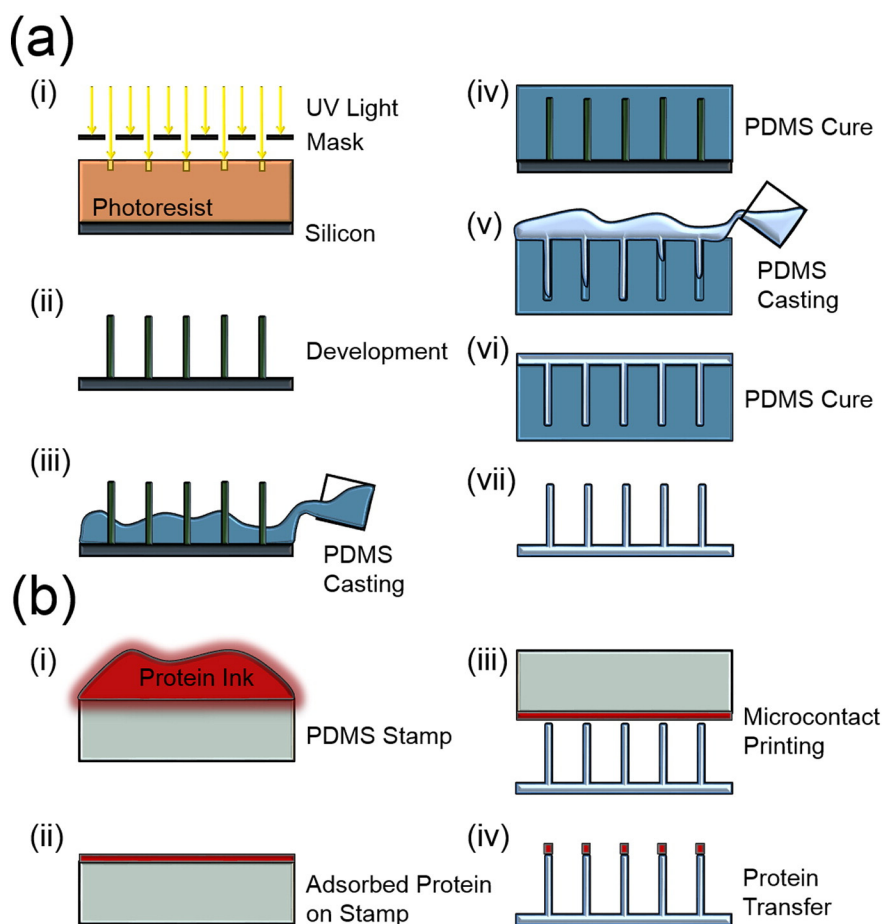 (a)
(i)
UV Light
Mask
Photoresist
Silicon
(ii)
Development
(iii)
PDMS
Casting
(iv)
PDMS Cure
(v)
PDMS
Casting
(vi)
PDMS Cure
(vii)
(b)
(i)
Protein Ink
PDMS Stamp
(ii)
Adsorbed Protein
on Stamp
(iii)
Microcontact
Printing
(iv)
Protein
Transfer